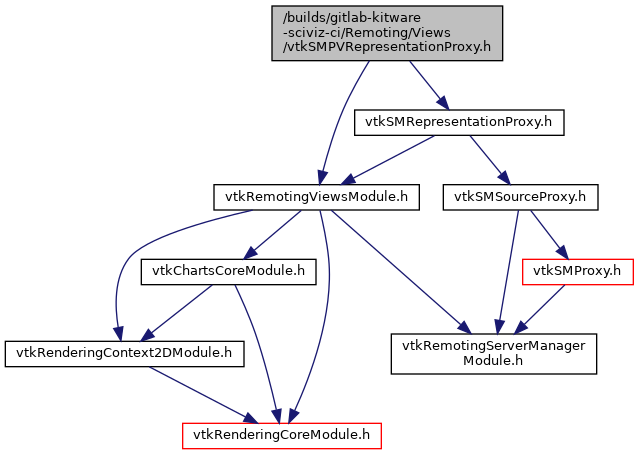 /builds/gitlab-kitware
-sciviz-ci/Remoting/Views
/vtkSMPVRepresentationProxy.h
vtkSMRepresentationProxy.h
vtkRemotingViewsModule.h
vtkSMSourceProxy.h
vtkChartsCoreModule.h
vtkSMProxy.h
vtkRenderingContext2DModule.h
vtkRemotingServerManager
Module.h
vtkRenderingCoreModule.h